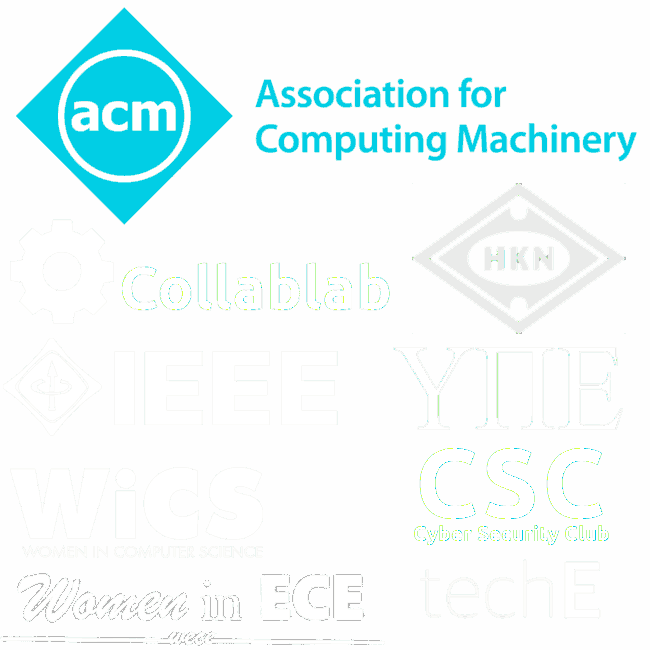 acm
Association for
Computing Machinery
Collablab
HKN
IEEE
YIIE
WiCS
WOMEN IN COMPUTER SCIENCE
CSC
Cyber Security Club
techE
Women in ECE